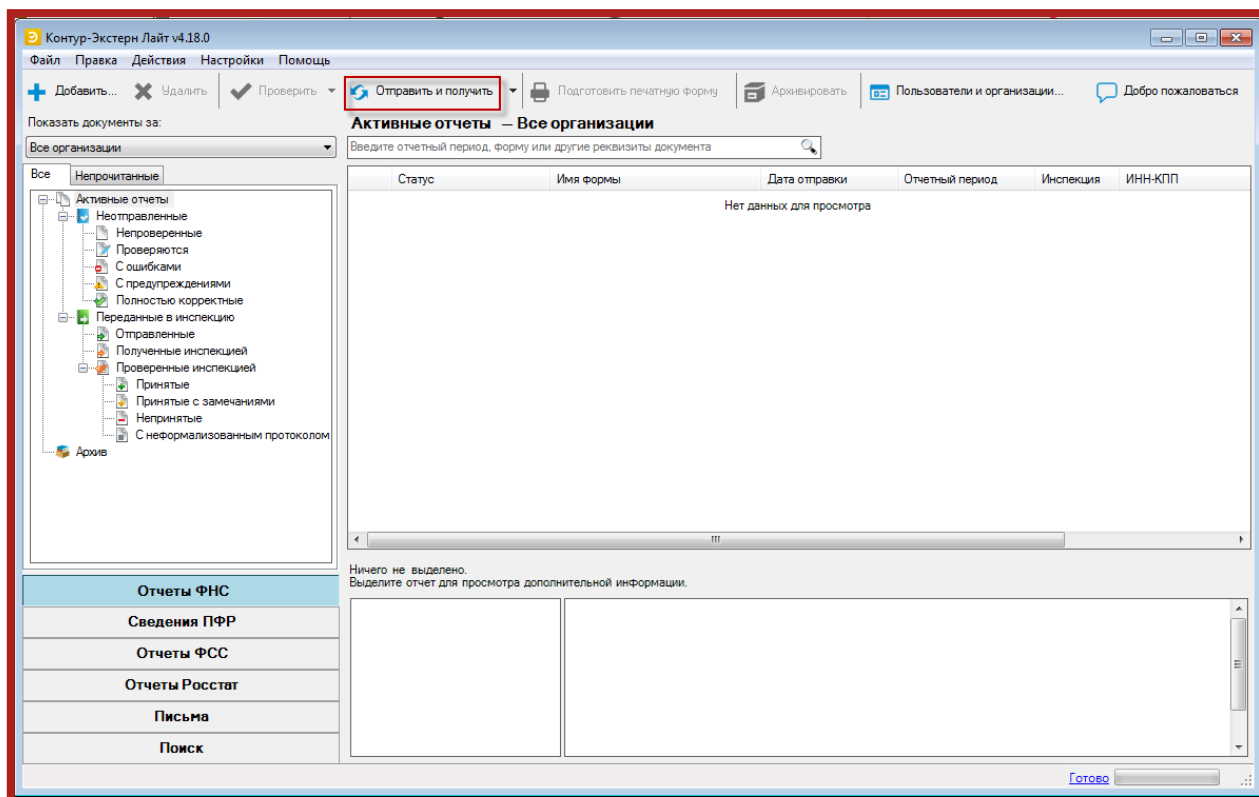 Контур-Экстерн Лайт v4.18.0
Файл Правка Действия Настройки Помощь
Добавить... Удалить Проверить Отправить и получить Подготовить печатную форму Архивировать Пользователи и организации... Добро пожаловаться
Показать документы за:
Все организации
Активные отчеты – Все организации
Введите отчетный период, форму или другие реквизиты документа
Все Непрочитанные
Статус Имя формы Дата отправки Отчетный период Инспекция ИНН-КПП
Нет данных для просмотра
Активные отчеты
Неотправленные
Непроверенные
Проверяются
С ошибками
С предупреждениями
Полностью корректные
Переданные в инспекцию
Отправленные
Полученные инспекцией
Проверенные инспекцией
Принятые
Принятые с замечаниями
Непринятые
С неформализованным протоколом
Архив
Ничего не выделено.
Выделите отчет для просмотра дополнительной информации.
Отчеты ФНС
Сведения ПФР
Отчеты ФСС
Отчеты Росстат
Письма
Поиск
Готово